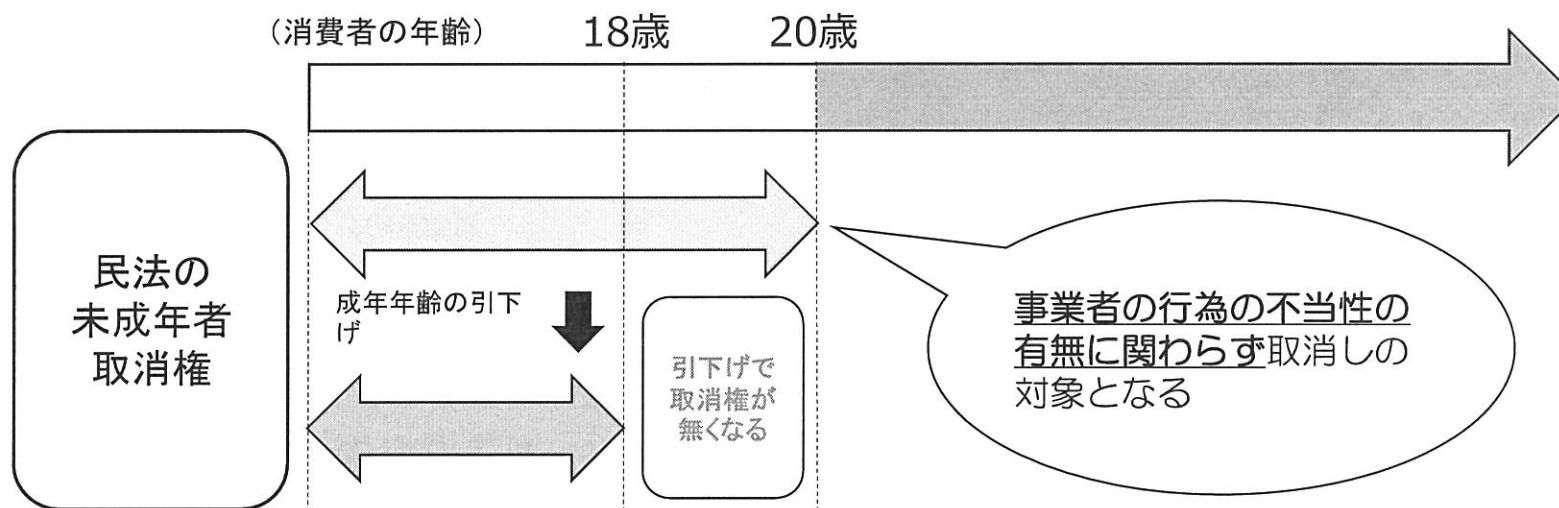 （消費者の年齢）
18歳
20歳
民法の
未成年者
取消権
成年年齢の引下
げ
引下げで
取消権が
無くなる
事業者の行為の不当性の
有無に関わらず取消しの
対象となる